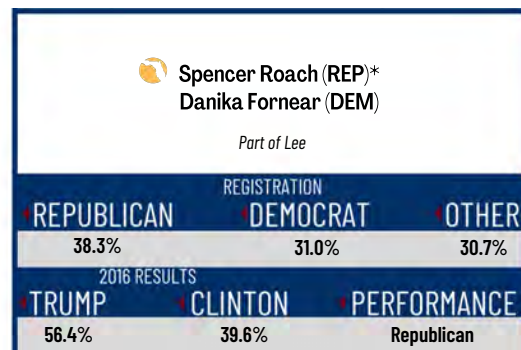 Spencer Roach (REP)*
Danika Fornear (DEM)
Part of Lee
REGISTRATION
REPUBLICAN DEMOCRAT OTHER
38.3% 31.0% 30.7%
2016 RESULTS
TRUMP CLINTON PERFORMANCE
56.4% 39.6% Republican